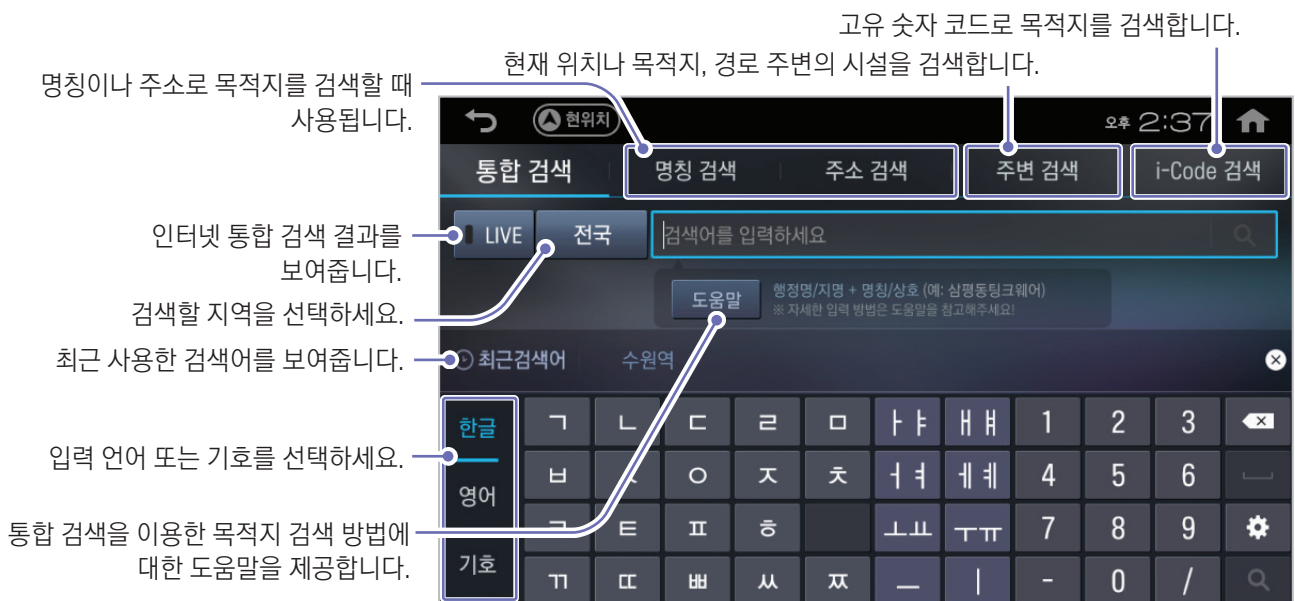 고유 숫자 코드로 목적지를 검색합니다.
현재 위치나 목적지, 경로 주변의 시설을 검색합니다.
명칭이나 주소로 목적지를 검색할 때
사용됩니다.
현위치
오후 2:37
통합 검색 명칭 검색 주소 검색 주변 검색 i-Code 검색
인터넷 통합 검색 결과를
보여줍니다.
LIVE 전국 검색어를 입력하세요
검색할 지역을 선택하세요.
도움말 행정명/지명 + 명칭/상호 (예: 삼평동팅크웨어)
※ 자세한 입력 방법은 도움말을 참고해주세요!
최근 사용한 검색어를 보여줍니다.
최근검색어 수원역
입력 언어 또는 기호를 선택하세요.
한글
영어
기호
ㄱ ㄴ ㄷ ㄹ ㅁ ㅏㅑ ㅐㅒ 1 2 3
ㅂ ㅇ ㅈ ㅊ ㅓㅕ ㅔㅖ 4 5 6
ㅌ ㅍ ㅎ ㅗㅛ ㅜㅠ 7 8 9
ㄲ ㄸ ㅃ ㅆ ㅉ ㅡ ㅣ - 0 /
통합 검색을 이용한 목적지 검색 방법에
대한 도움말을 제공합니다.